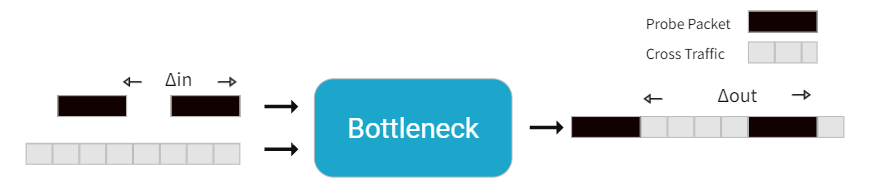 Probe Packet
Cross Traffic
Δin
Δout
Bottleneck